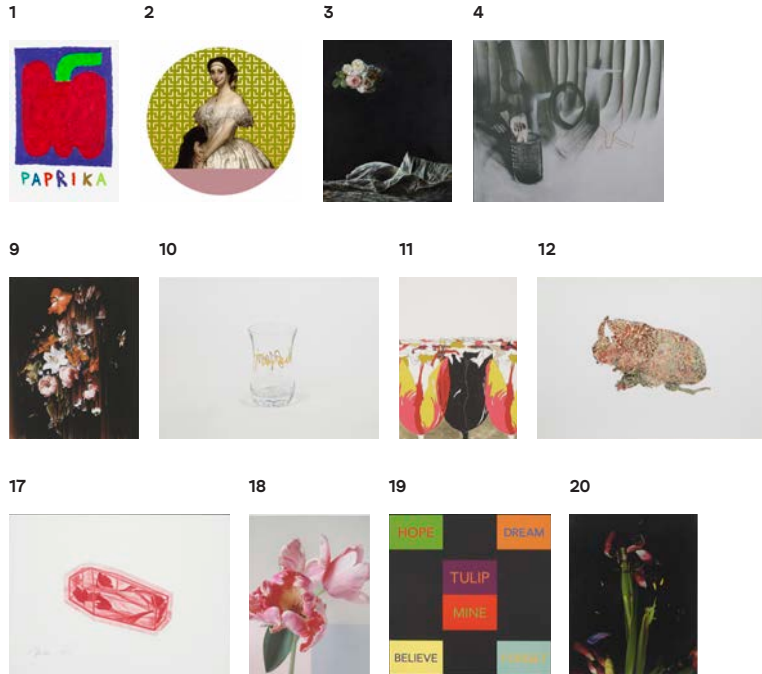 1 2 3 4
PAPRIKA
9 10 11 12
17 18 19 20
HOPE DREAM
TULIP
MINE
BELIEVE